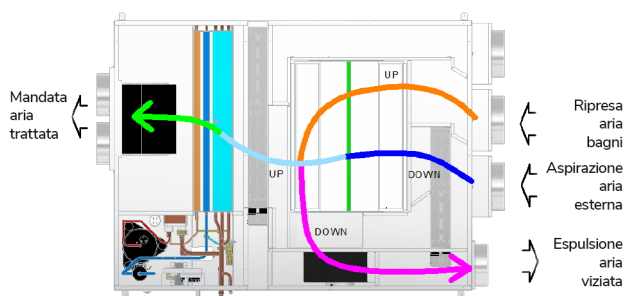 UP
Mandata
aria
trattata
Ripresa
aria
bagni
Aspirazione
aria
esterna
UP
DOWN
DOWN
Espulsione
aria
viziata